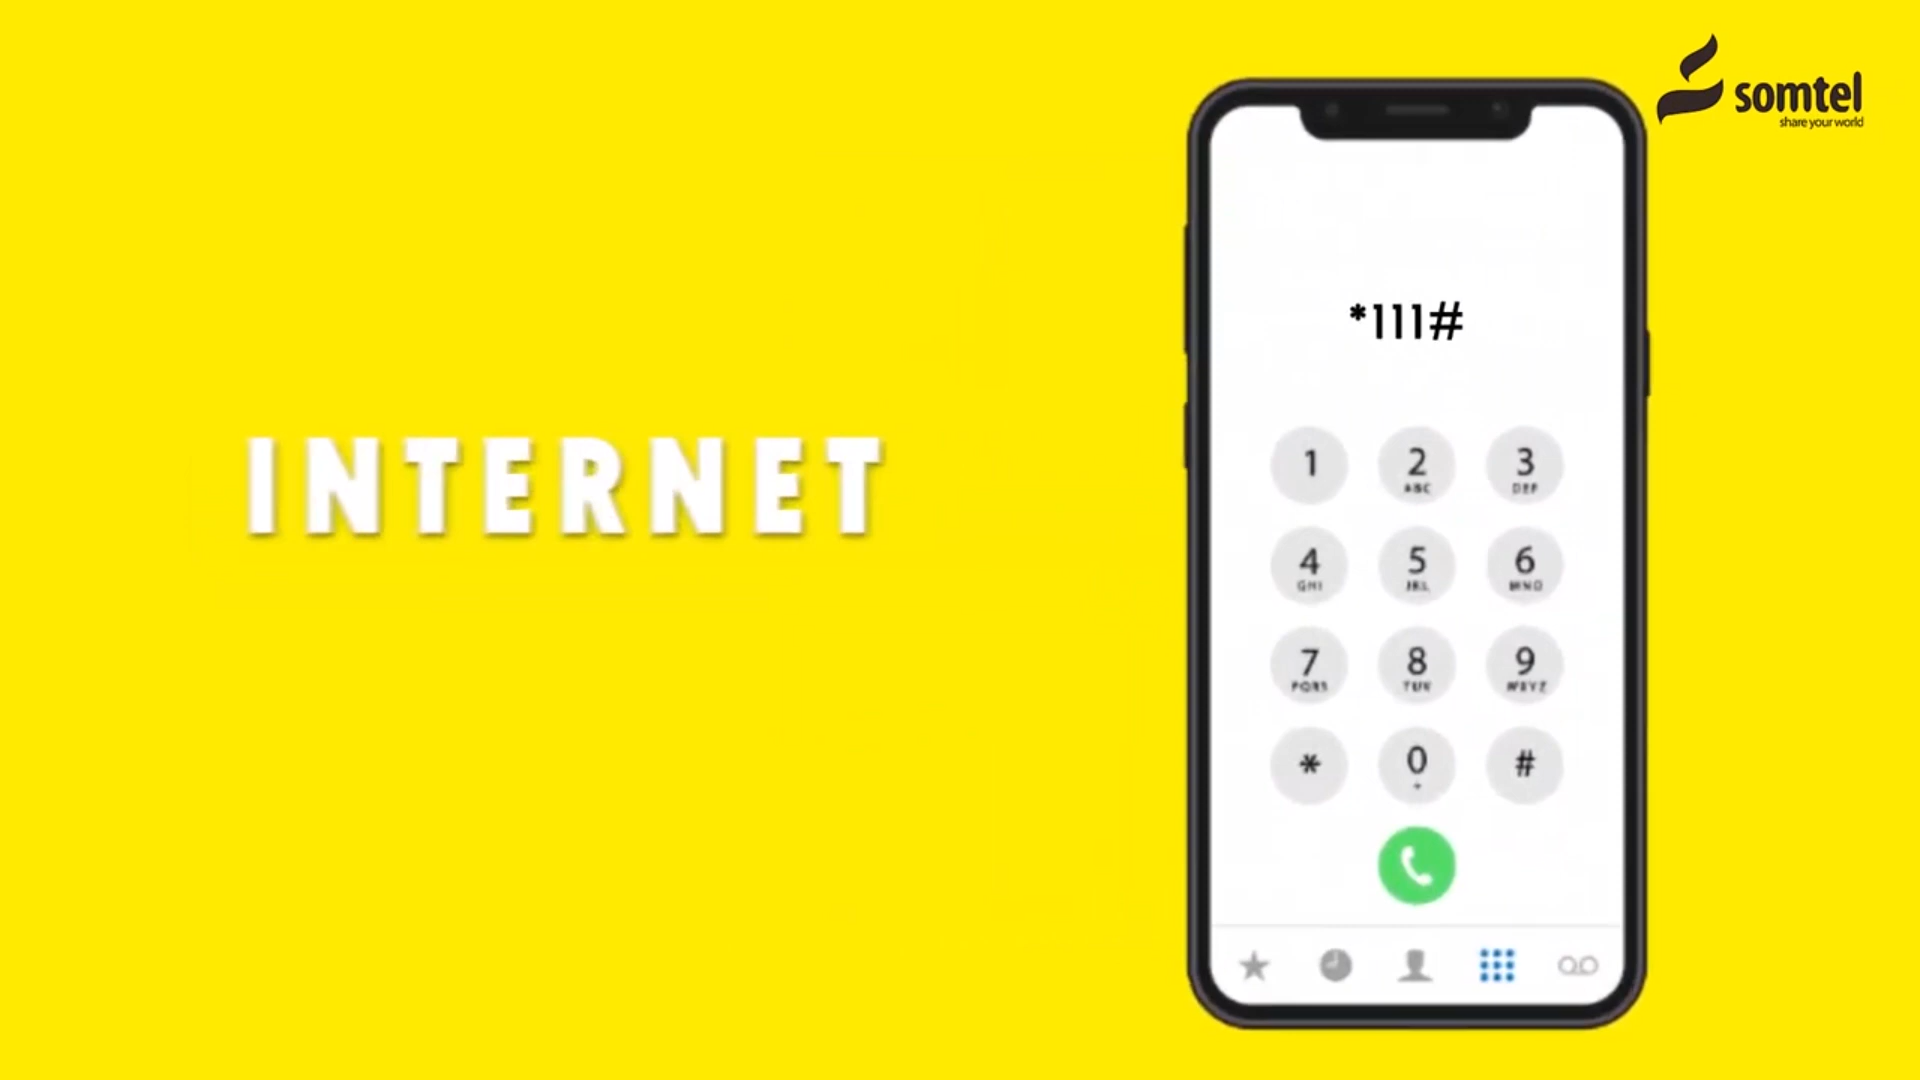 somtel
share your world
*111#
INTERNET
1
2
ABC
3
DEF
4
GHI
5
JKL
6
MNO
7
PQRS
8
TUV
9
WXYZ
*
0
+
#